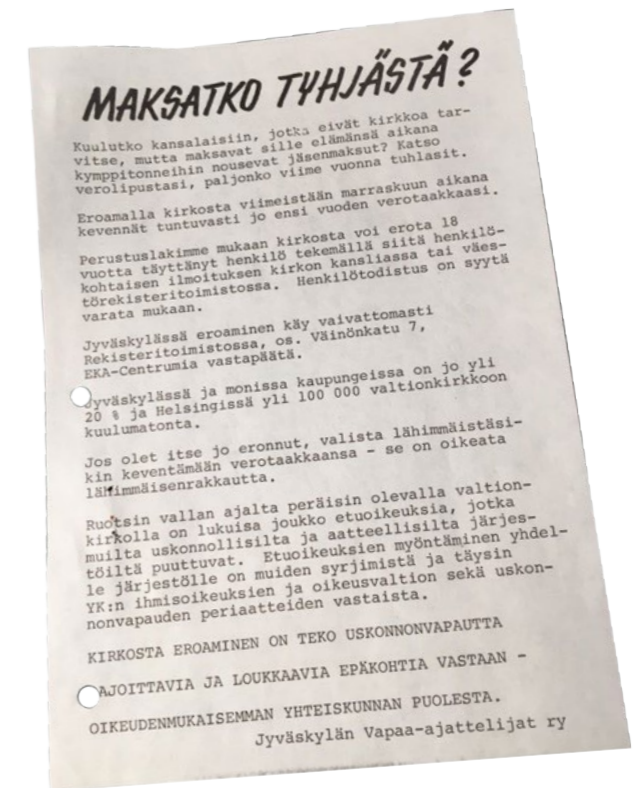 MAKSATKO TYHJÄSTÄ?
Kuulutko kansalaisiin, jotka eivät kirkkoa tar-
vitse, mutta maksavat sille elämänsä aikana
kymppitonneihin nousevat jäsenmaksut? Katso
verolipustasi, paljonko viime vuonna tuhlasit.
Eroamalla kirkosta viimeistään marraskuun aikana
kevennät tuntuvasti jo ensi vuoden verotaakkaasi.
Perustuslakimme mukaan kirkosta voi erota 18
vuotta täyttänyt henkilö tekemällä siitä henkilö-
kohtaisen ilmoituksen kirkon kansliassa tai väes-
törekisteritoimistossa. Henkilötodistus on syytä
varata mukaan.
Jyväskylässä eroaminen käy vaivattomasti
Rekisteritoimistossa, os. Väinönkatu 7,
EKA-Centrumia vastapäätä.
Jyväskylässä ja monissa kaupungeissa on jo yli
20 % ja Helsingissä yli 100 000 valtionkirkkoon
kuulumatonta.
Jos olet itse jo eronnut, valista lähimmäistäsi-
kin keventämään verotaakkaansa - se on oikeata
lähimmäisenrakkautta.
Ruotsin vallan ajalta peräisin olevalla valtion-
kirkolla on lukuisa joukko etuoikeuksia, jotka
muilta uskonnollisilta ja aatteellisilta järjes-
töiltä puuttuvat. Etuoikeuksien myöntäminen yhdel-
le järjestölle on muiden syrjimistä ja täysin
YK:n ihmisoikeuksien ja oikeusvaltion sekä uskon-
nonvapauden periaatteiden vastaista.
KIRKOSTA EROAMINEN ON TEKO USKONNONVAPAUTTA
AJOITTAVIA JA LOUKKAAVIA EPÄKOHTIA VASTAAN -
OIKEUDENMUKAISEMMAN YHTEISKUNNAN PUOLESTA.
Jyväskylän Vapaa-ajattelijat ry